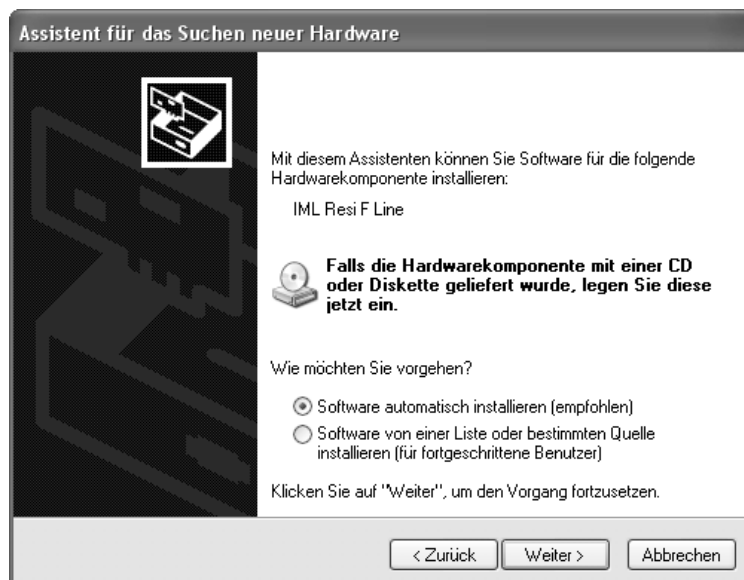 Assistent für das Suchen neuer Hardware
Mit diesem Assistenten können Sie Software für die folgende
Hardwarekomponente installieren:
IML Resi F Line
Falls die Hardwarekomponente mit einer CD
oder Diskette geliefert wurde, legen Sie diese
jetzt ein.
Wie möchten Sie vorgehen?
Software automatisch installieren (empfohlen)
Software von einer Liste oder bestimmten Quelle
installieren (für fortgeschrittene Benutzer)
Klicken Sie auf "Weiter", um den Vorgang fortzusetzen.
< Zurück Weiter > Abbrechen